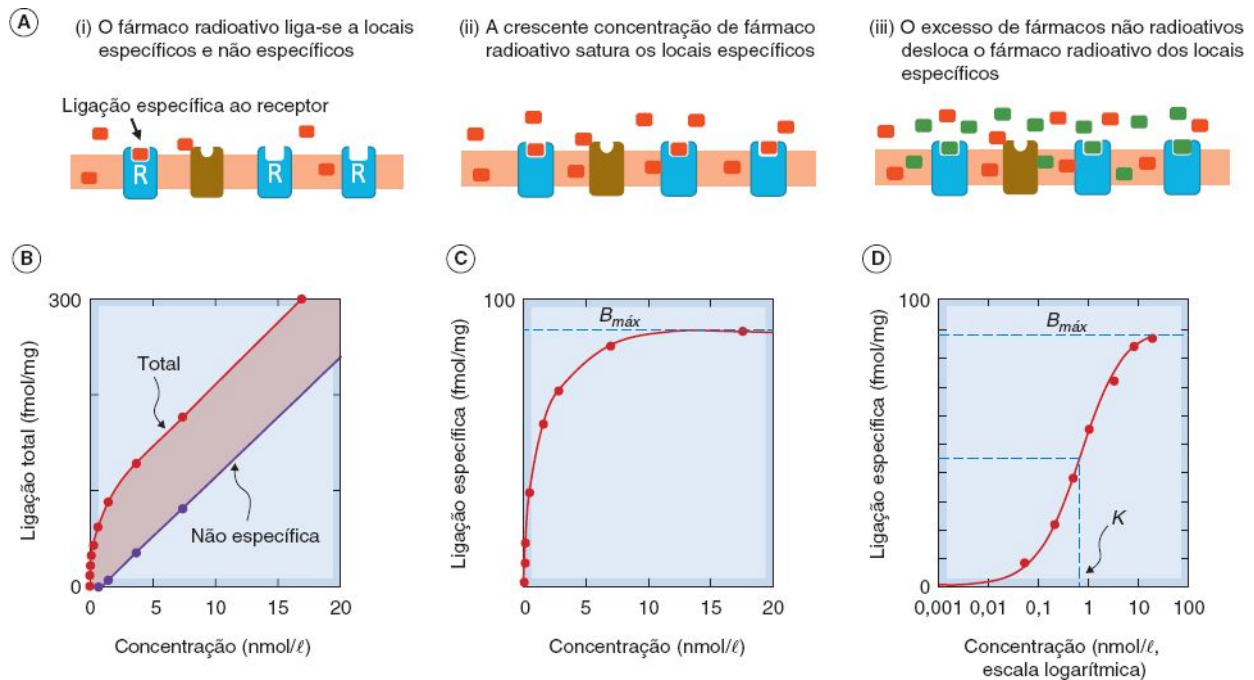 A
(i) O fármaco radioativo liga-se a locais
específicos e não específicos
(ii) A crescente concentração de fármaco
radioativo satura os locais específicos
(iii) O excesso de fármacos não radioativos
desloca o fármaco radioativo dos locais
específicos
Ligação específica ao receptor
R
R
R
B
Ligação total (fmol/mg)
300
0
Total
Não específica
0
5
10
15
20
Concentração (nmol/ℓ)
C
Ligação específica (fmol/mg)
100
0
Bmáx
0
5
10
15
20
Concentração (nmol/ℓ)
D
Ligação específica (fmol/mg)
100
0
Bmáx
K
0,001
0,01
0,1
1
10
100
Concentração (nmol/ℓ,
escala logarítmica)